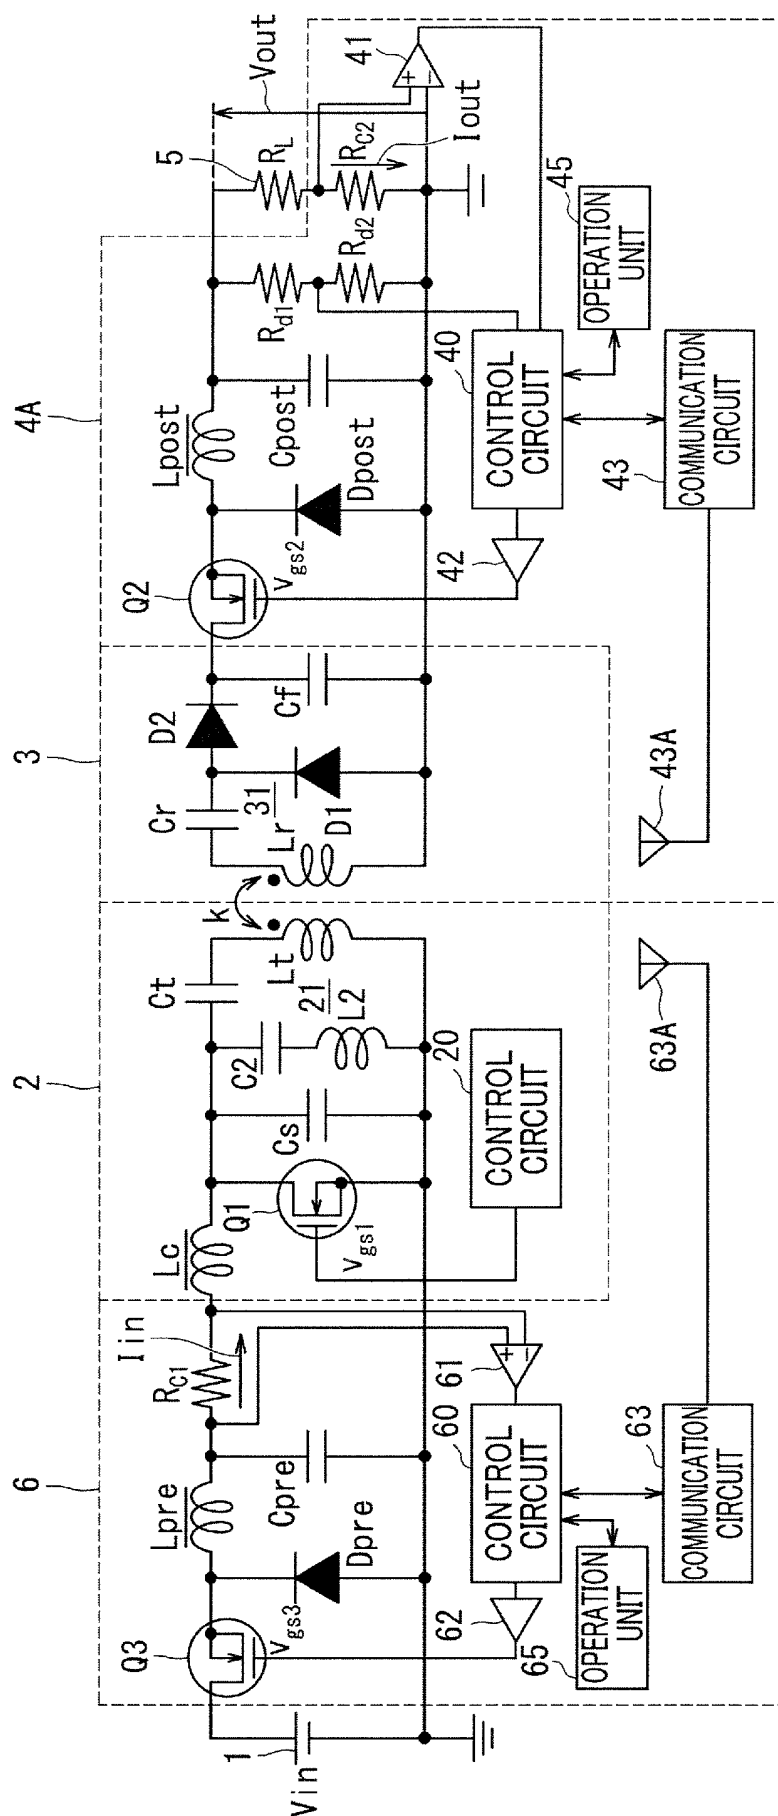 6
2
3
4A
Vin
1
Q3
Vgs3
Lpre
Dpre
Cpre
RC1
Iin
Lc
Q1
Vgs1
Cs
C2
L2
21
Ct
Lt
k
Lr
31
Cr
D1
D2
Cf
Q2
Vgs2
Lpost
Dpost
Cpost
Rd1
Rd2
5
RL
RC2
Vout
Iout
41
62
60
CONTROL
CIRCUIT
61
65
OPERATION
UNIT
63
COMMUNICATION
CIRCUIT
63A
20
CONTROL
CIRCUIT
43A
42
40
CONTROL
CIRCUIT
45
OPERATION
UNIT
43
COMMUNICATION
CIRCUIT